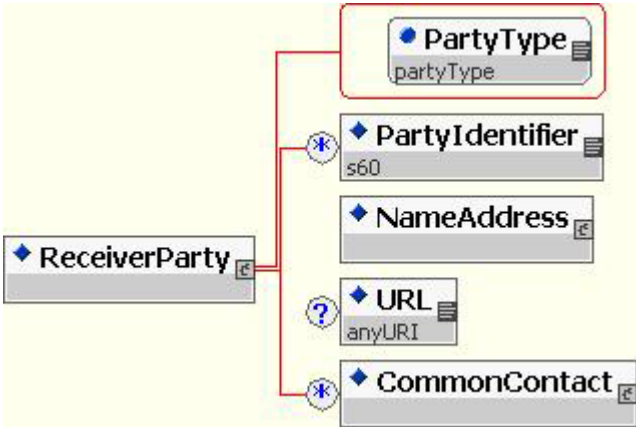 PartyType
partyType
*
PartyIdentifier
s60
NameAddress
ReceiverParty
?
URL
anyURI
*
CommonContact